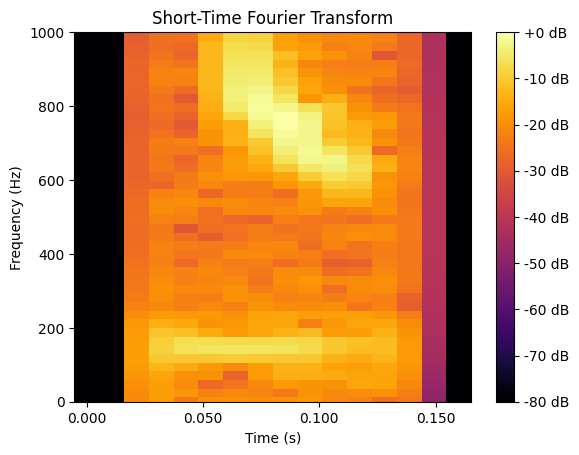 Short-Time Fourier Transform
1000
800
600
400
200
0
Frequency (Hz)
0.000
0.050
0.100
0.150
Time (s)
+0 dB
-10 dB
-20 dB
-30 dB
-40 dB
-50 dB
-60 dB
-70 dB
-80 dB